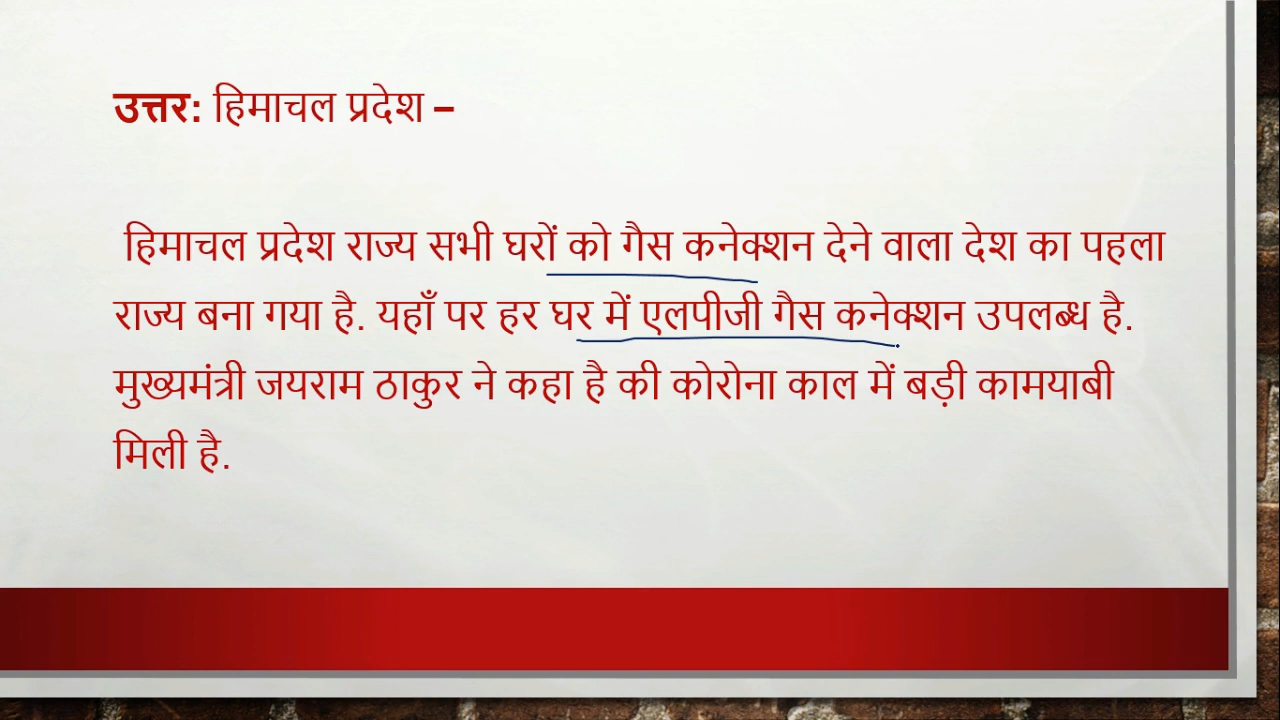 उत्तर: हिमाचल प्रदेश –
हिमाचल प्रदेश राज्य सभी घरों को गैस कनेक्शन देने वाला देश का पहला
राज्य बना गया है. यहाँ पर हर घर में एलपीजी गैस कनेक्शन उपलब्ध है.
मुख्यमंत्री जयराम ठाकुर ने कहा है की कोरोना काल में बड़ी कामयाबी
मिली है.